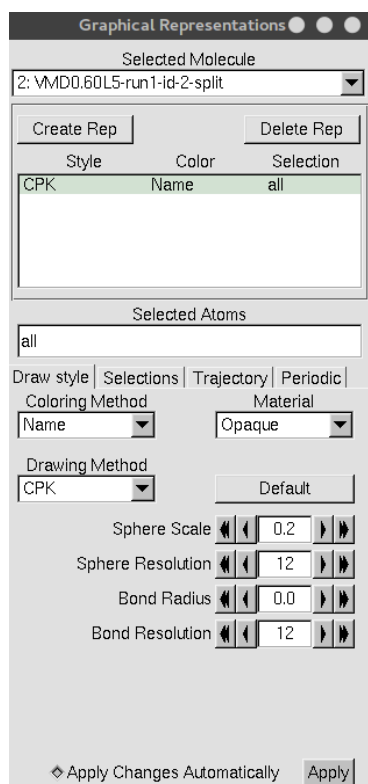 Graphical Representations
Selected Molecule
2: VMD0.60L5-run1-id-2-split
Create Rep Delete Rep
Style Color Selection
CPK Name all
Selected Atoms
all
Draw style Selections Trajectory Periodic
Coloring Method Material
Name Opaque
Drawing Method
CPK Default
Sphere Scale 0.2
Sphere Resolution 12
Bond Radius 0.0
Bond Resolution 12
Apply Changes Automatically Apply